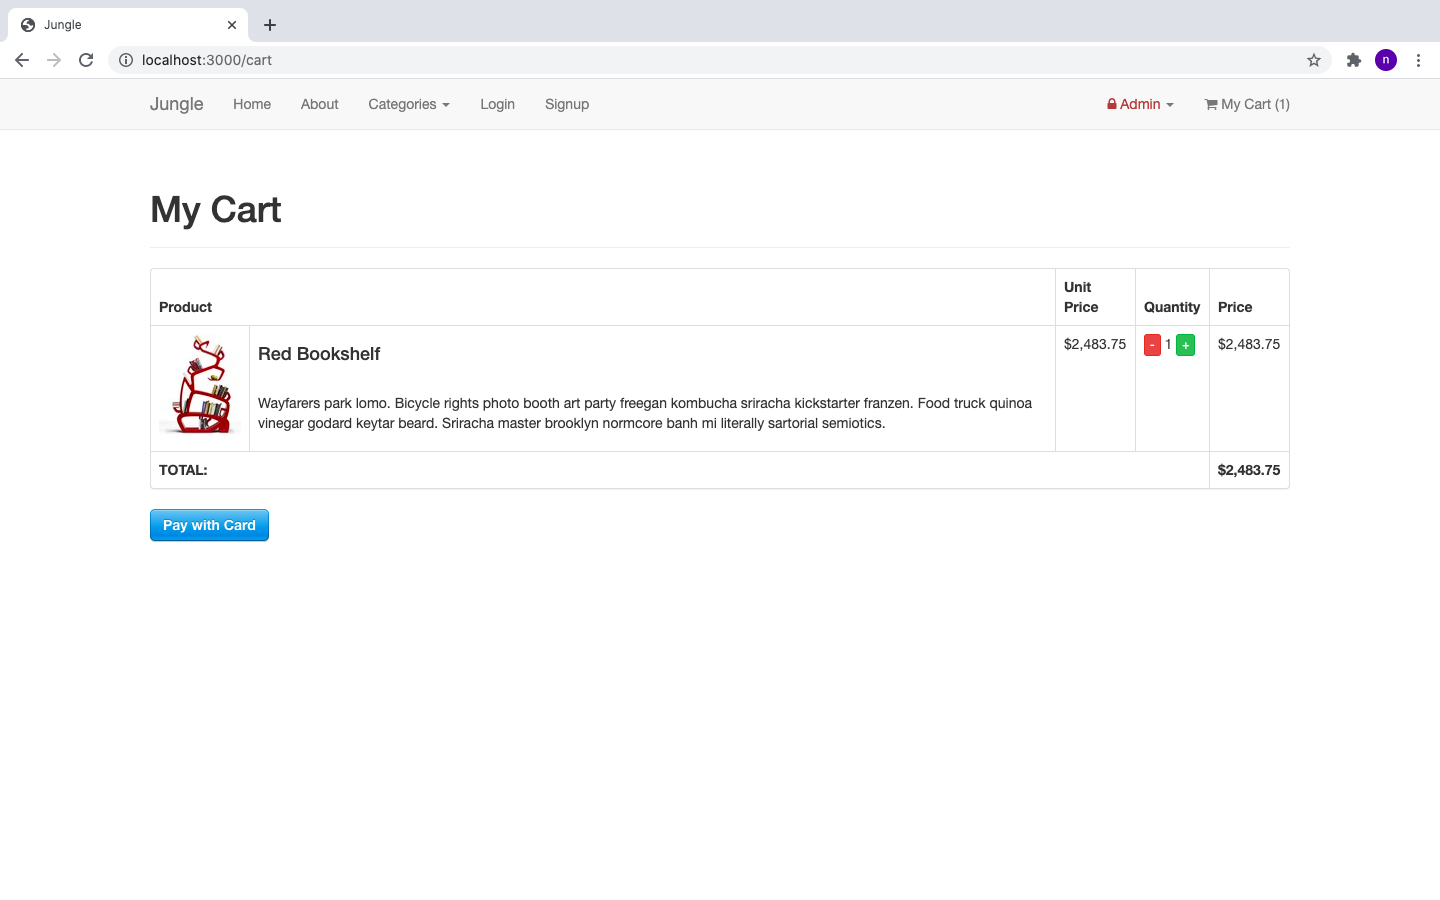 Jungle
localhost:3000/cart
n
Jungle Home About Categories Login Signup Admin My Cart (1)
My Cart
Product Unit Price Quantity Price
Red Bookshelf $2,483.75 - 1 + $2,483.75
Wayfarers park lomo. Bicycle rights photo booth art party freegan kombucha sriracha kickstarter franzen. Food truck quinoa
vinegar godard keytar beard. Sriracha master brooklyn normcore banh mi literally sartorial semiotics.
TOTAL: $2,483.75
Pay with Card